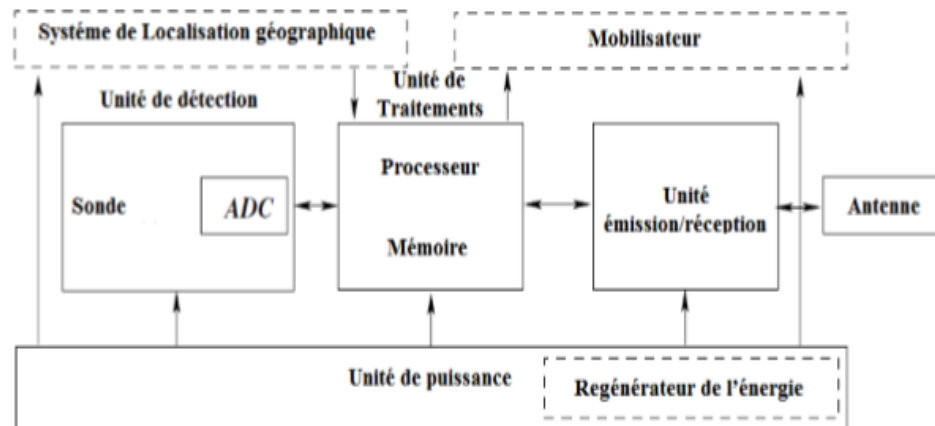 Systéme de Localisation géographique
Mobilisateur
Unité de détection
Unité de
Traitements
Sonde
ADC
Processeur
Mémoire
Unité
émission/réception
Antenne
Unité de puissance
Regénérateur de l'énergie